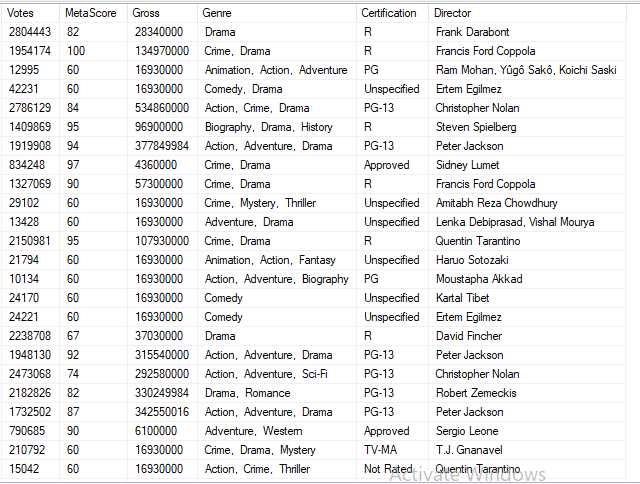 Votes MetaScore Gross Genre Certification Director
2804443 82 28340000 Drama R Frank Darabont
1954174 100 134970000 Crime, Drama R Francis Ford Coppola
12995 60 16930000 Animation, Action, Adventure PG Ram Mohan, Yûgô Sakô, Koichi Saski
42231 60 16930000 Comedy, Drama Unspecified Ertem Egilmez
2786129 84 534860000 Action, Crime, Drama PG-13 Christopher Nolan
1409869 95 96900000 Biography, Drama, History R Steven Spielberg
1919908 94 377849984 Action, Adventure, Drama PG-13 Peter Jackson
834248 97 4360000 Crime, Drama Approved Sidney Lumet
1327069 90 57300000 Crime, Drama R Francis Ford Coppola
29102 60 16930000 Crime, Mystery, Thriller Unspecified Amitabh Reza Chowdhury
13428 60 16930000 Adventure, Drama Unspecified Lenka Debiprasad, Vishal Mourya
2150981 95 107930000 Crime, Drama R Quentin Tarantino
21794 60 16930000 Animation, Action, Fantasy Unspecified Haruo Sotozaki
10134 60 16930000 Action, Adventure, Biography PG Moustapha Akkad
24170 60 16930000 Comedy Unspecified Kartal Tibet
24221 60 16930000 Comedy Unspecified Ertem Egilmez
2238708 67 37030000 Drama R David Fincher
1948130 92 315540000 Action, Adventure, Drama PG-13 Peter Jackson
2473068 74 292580000 Action, Adventure, Sci-Fi PG-13 Christopher Nolan
2182826 82 330249984 Drama, Romance PG-13 Robert Zemeckis
1732502 87 342550016 Action, Adventure, Drama PG-13 Peter Jackson
790685 90 6100000 Adventure, Western Approved Sergio Leone
210792 60 16930000 Crime, Drama, Mystery TV-MA T.J. Gnanavel
15042 60 16930000 Action, Crime, Thriller Not Rated Quentin Tarantino
Activate Windows